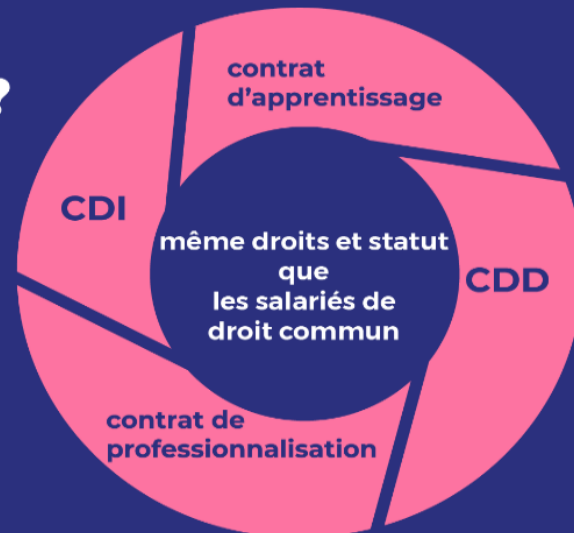 ?
contrat
d'apprentissage
CDI
même droits et statut
que
les salariés de
droit commun
CDD
contrat de
professionnalisation